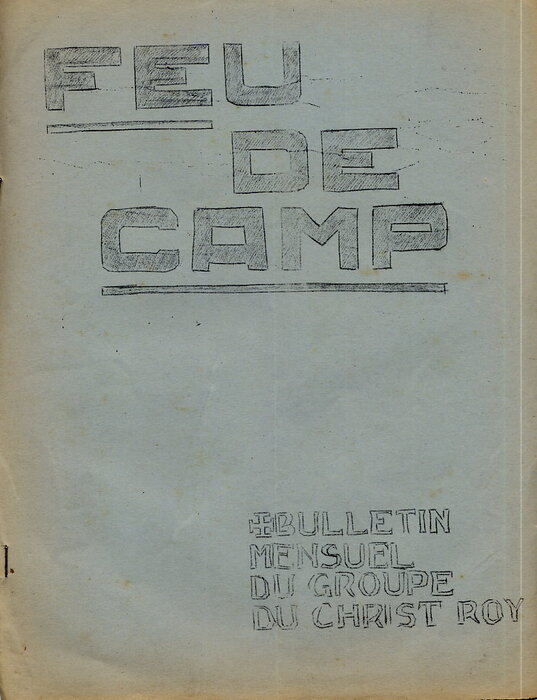 FEU
DE
CAMP
BULLETIN
MENSUEL
DU GROUPE
DU CHRIST ROY